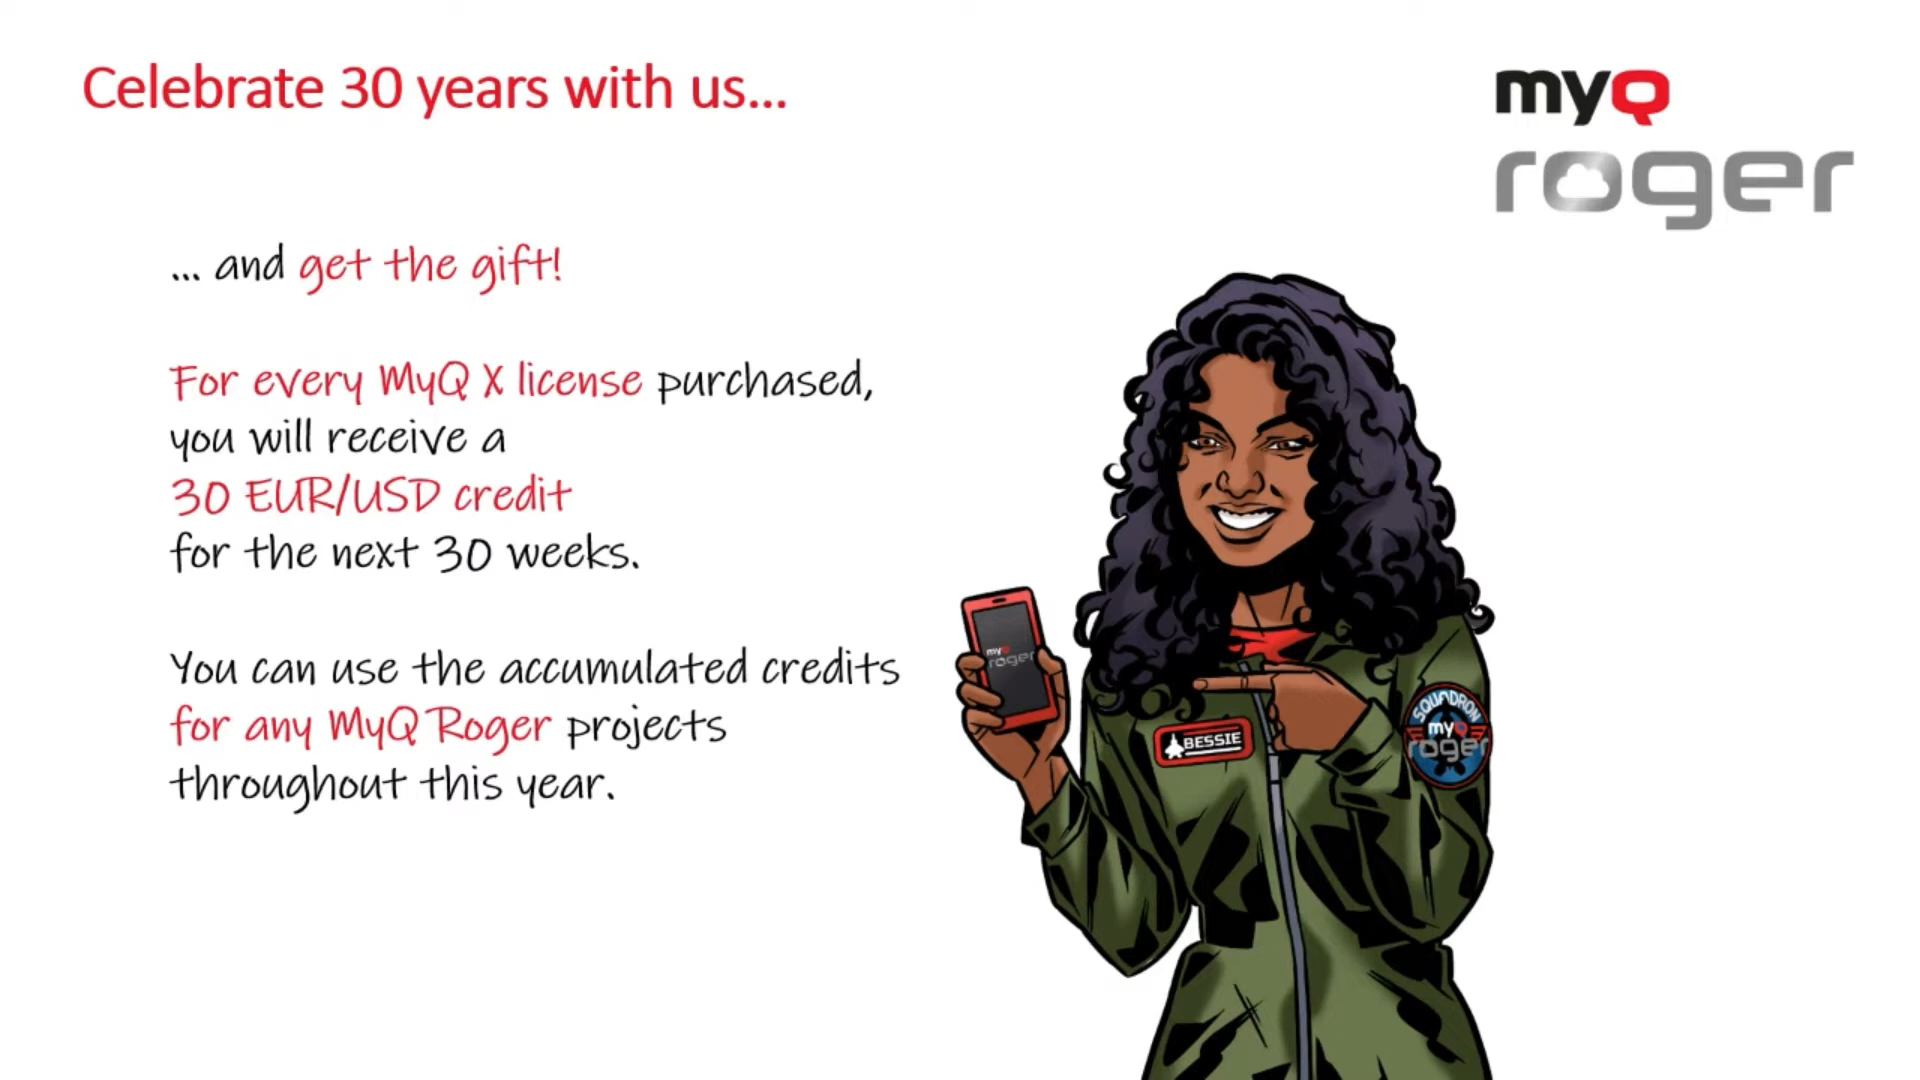 Celebrate 30 years with us...
myQ
roger
... and get the gift!
For every MyQ X license purchased,
you will receive a
30 EUR/USD credit
for the next 30 weeks.
You can use the accumulated credits
for any MyQ Roger projects
throughout this year.
myQ
roger
BESSIE
SQUADRON
myQ
roger